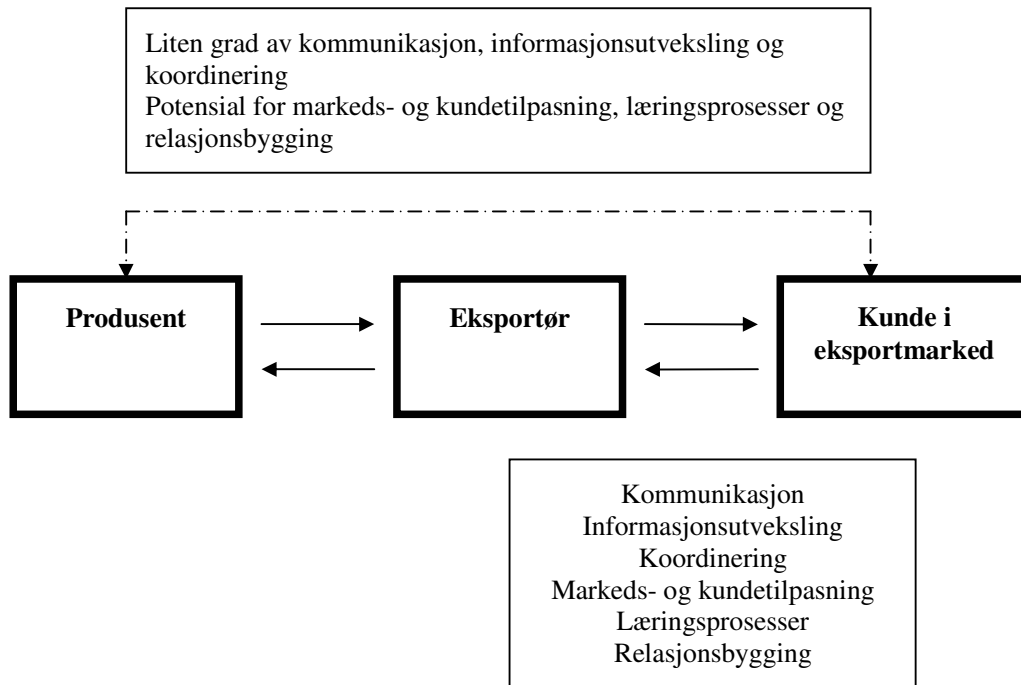 Liten grad av kommunikasjon, informasjonsutveksling og
koordinering
Potensial for markeds- og kundetilpasning, læringsprosesser og
relasjonsbygging
Produsent
Eksportør
Kunde i
eksportmarked
Kommunikasjon
Informasjonsutveksling
Koordinering
Markeds- og kundetilpasning
Læringsprosesser
Relasjonsbygging